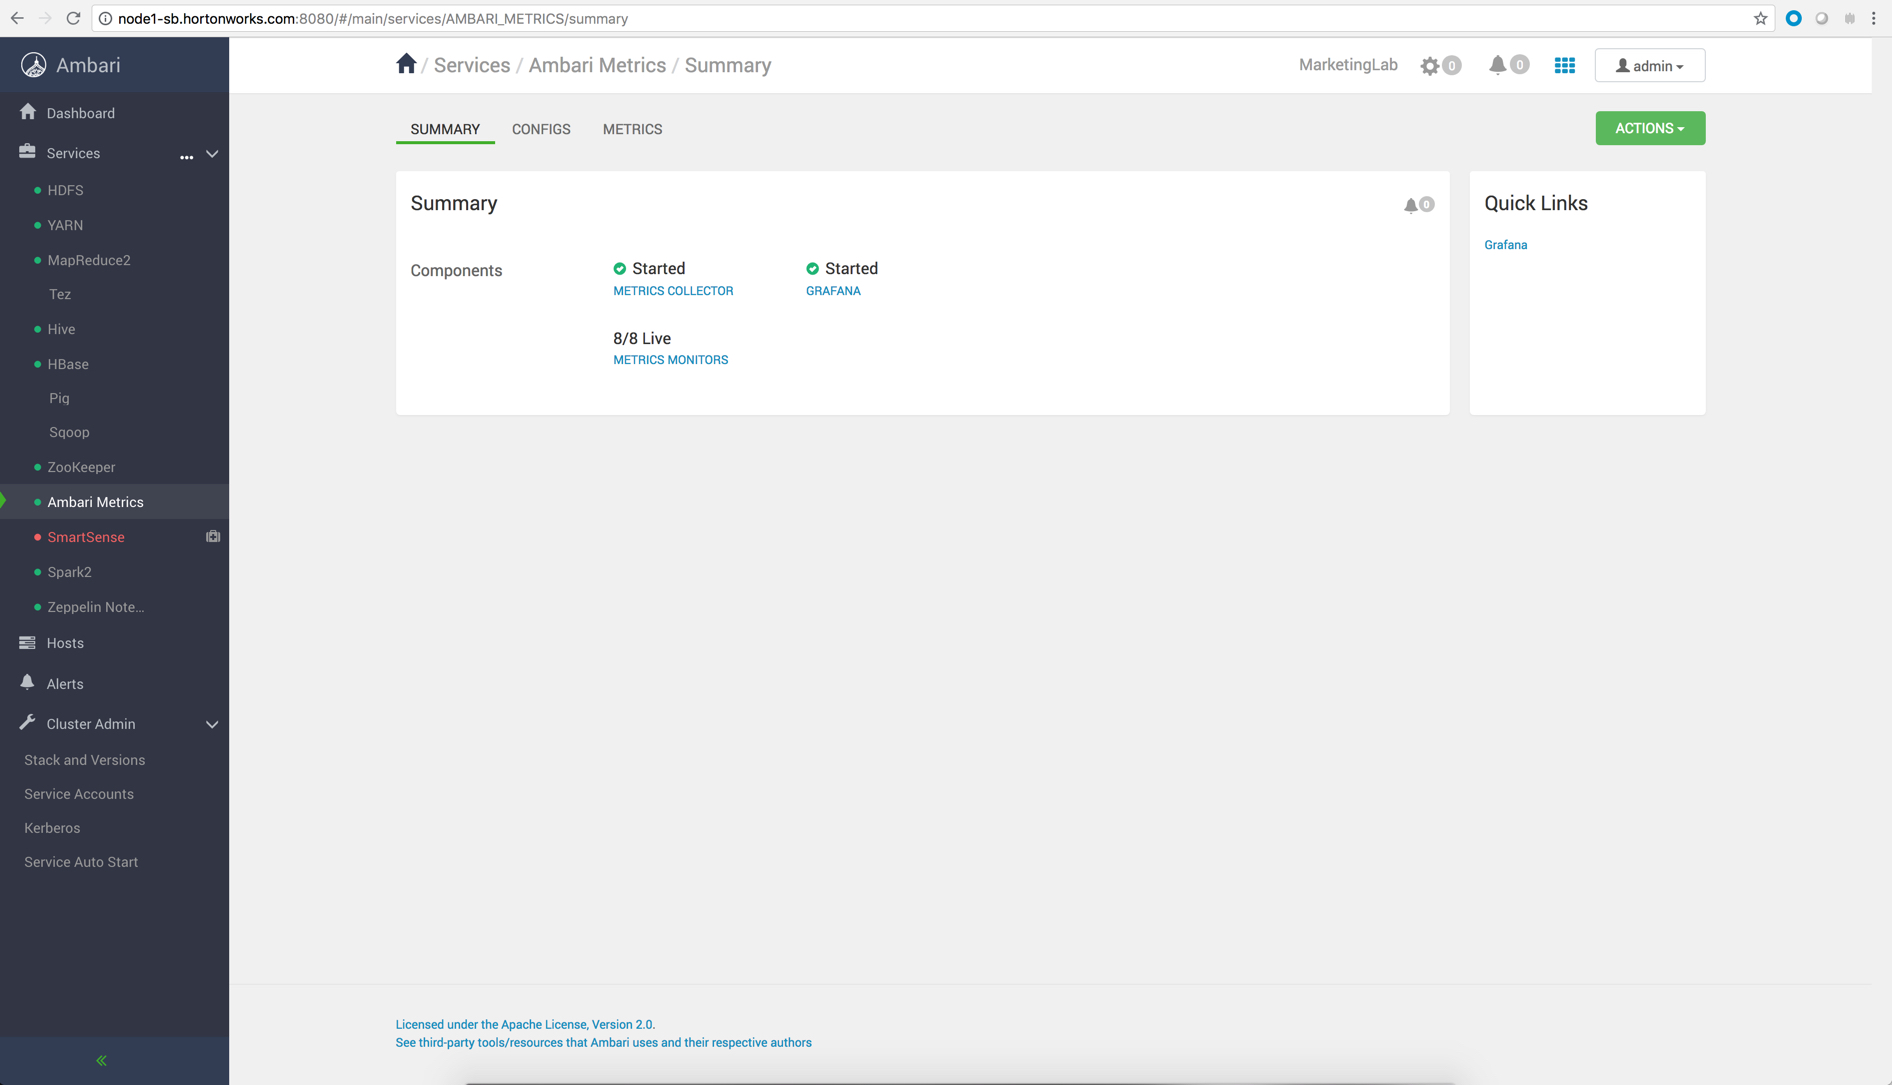 node1-sb.hortonworks.com:8080/#/main/services/AMBARI_METRICS/summary
Ambari
/ Services / Ambari Metrics / Summary
MarketingLab
0
0
admin
Dashboard
Services
...
HDFS
YARN
MapReduce2
Tez
Hive
HBase
Pig
Sqoop
ZooKeeper
Ambari Metrics
SmartSense
Spark2
Zeppelin Note...
Hosts
Alerts
Cluster Admin
Stack and Versions
Service Accounts
Kerberos
Service Auto Start
SUMMARY
CONFIGS
METRICS
ACTIONS
Summary
0
Components
Started
METRICS COLLECTOR
Started
GRAFANA
8/8 Live
METRICS MONITORS
Quick Links
Grafana
Licensed under the Apache License, Version 2.0.
See third-party tools/resources that Ambari uses and their respective authors